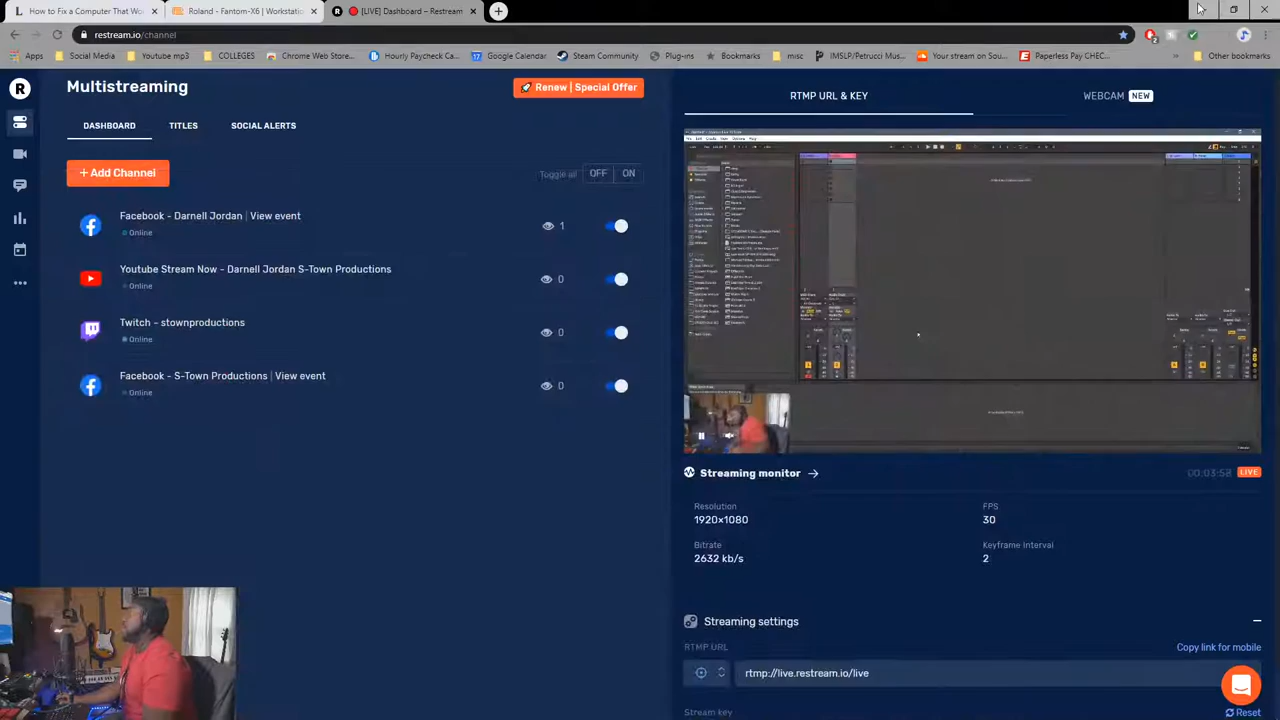 How to Fix a Computer That Wo
Roland - Fantom-X6 | Workstatio
[LIVE] Dashboard - Restream
restream.io/channel
Apps
Social Media
Youtube mp3
COLLEGES
Chrome Web Store...
Hourly Paycheck Ca...
Google Calendar
Steam Community
Plug-ins
Bookmarks
misc
IMSLP/Petrucci Mus...
Your stream on Sou...
Paperless Pay CHEC...
Other bookmarks
Multistreaming
Renew | Special Offer
DASHBOARD
TITLES
SOCIAL ALERTS
+ Add Channel
Toggle all
OFF
ON
Facebook - Darnell Jordan | View event
Online
1
Youtube Stream Now - Darnell Jordan S-Town Productions
Online
0
Twitch - stownproductions
Online
0
Facebook - S-Town Productions | View event
Online
0
RTMP URL & KEY
WEBCAM NEW
Streaming monitor →
00:03:58 LIVE
Resolution
1920×1080
FPS
30
Bitrate
2632 kb/s
Keyframe Interval
2
Streaming settings
RTMP URL
Copy link for mobile
rtmp://live.restream.io/live
Stream key
Reset